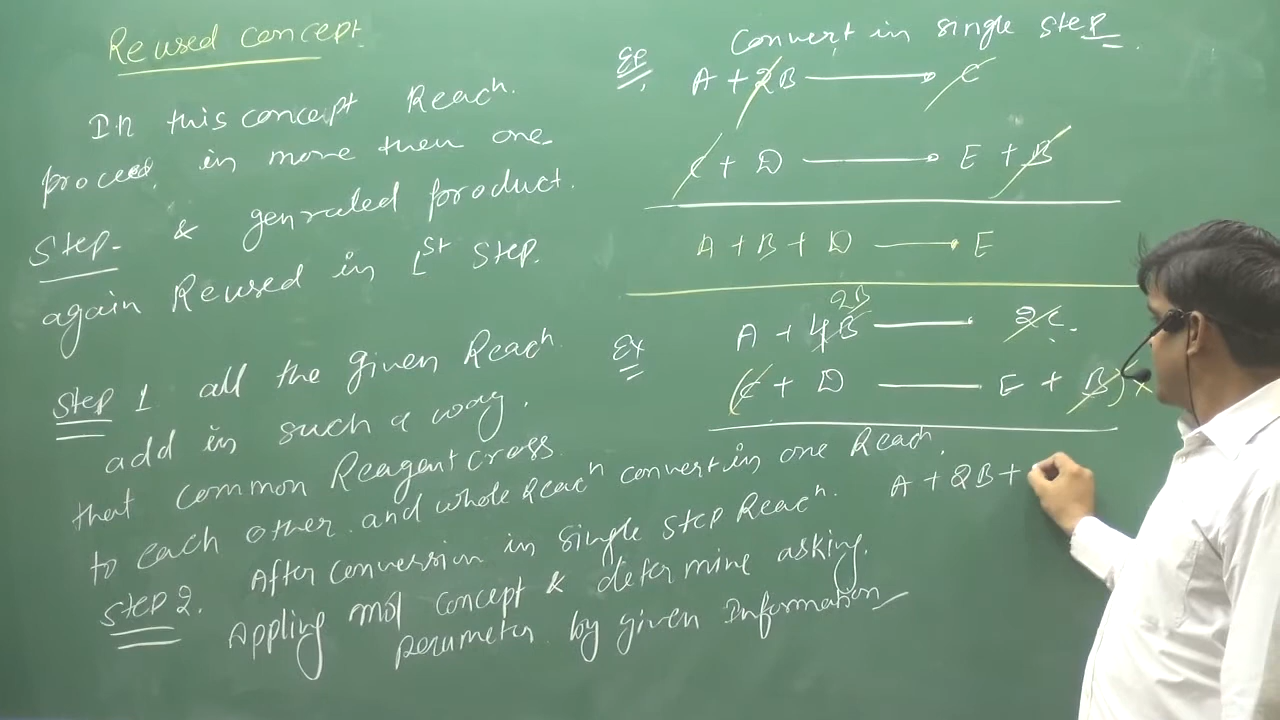 Reused concept.
In this concept Reach.
proceed in more then one
Step. & genrated product.
again Reused in Ist Step.
Step 1 all the given Reach
add in such a way.
that common Reagent cross
to each other. and whole Reacn convert in one Reach.
Step 2. After conversion in single step Reacn.
Appling mol concept & determine asking.
perameter. by given Information
Convert in single step.
Ex. A + 2B → C
C + D → E + B
A + B + D → E
2B
Ex A + 4B → 2C.
(C + D → E + B) ×
A + 2B +